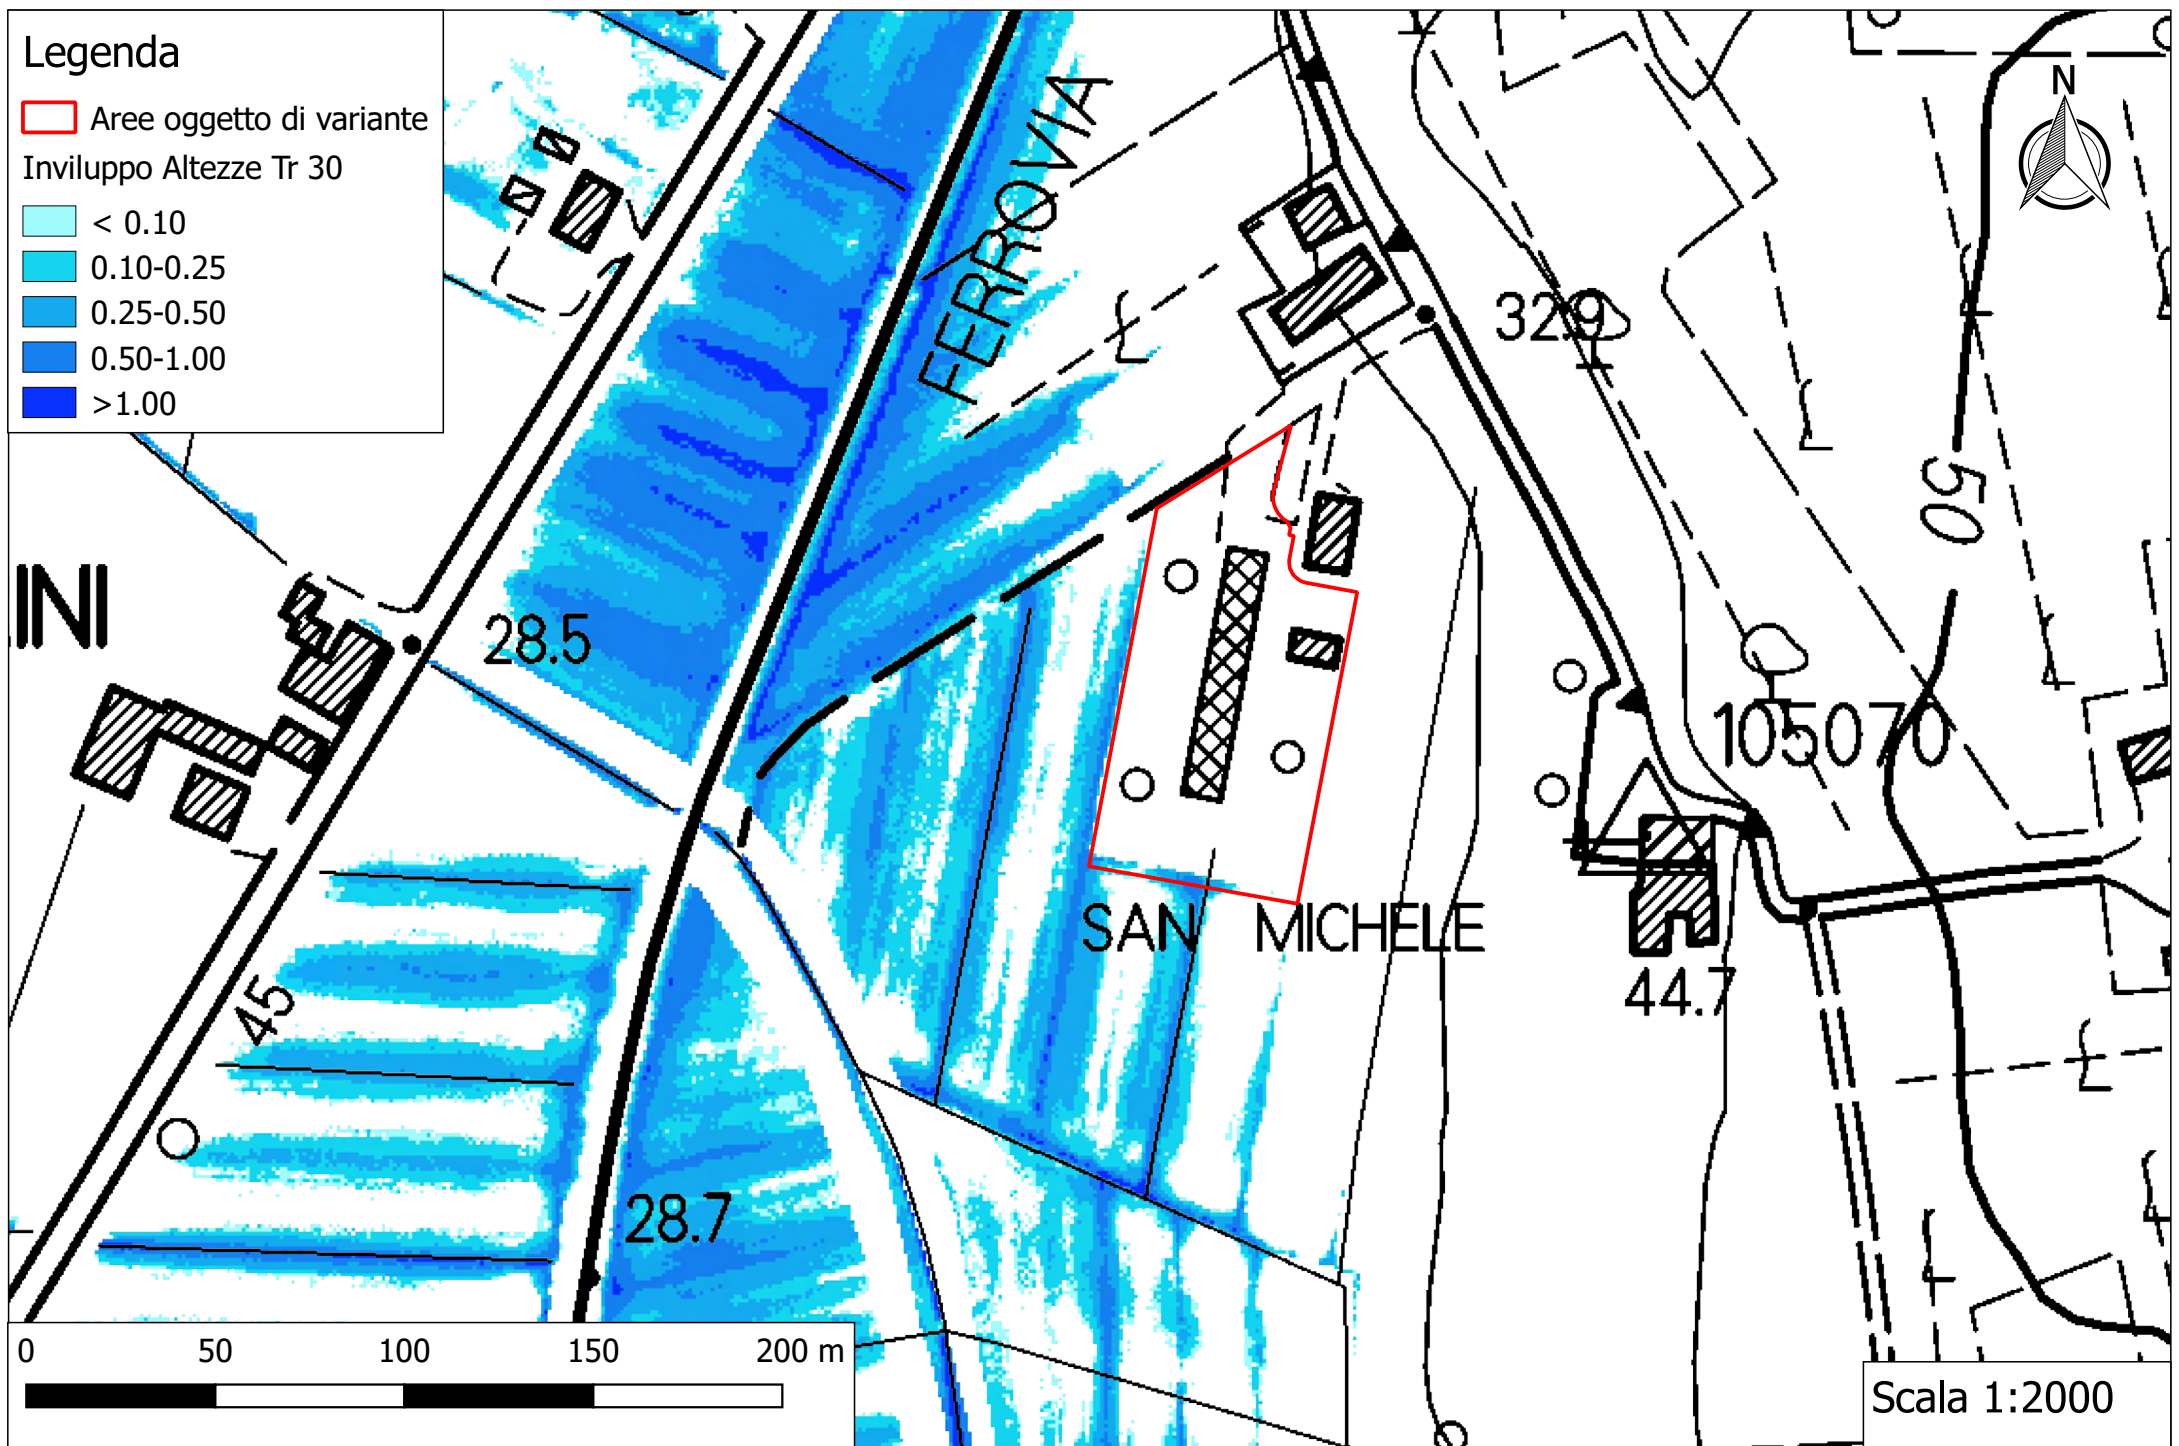 Legenda
Aree oggetto di variante
Inviluppo Altezze Tr 30
< 0.10
0.10-0.25
0.25-0.50
0.50-1.00
>1.00
N
FERROVIA
32.9
50
INI
28.5
105070
SAN MICHELE
44.7
45
28.7
0 50 100 150 200 m
Scala 1:2000